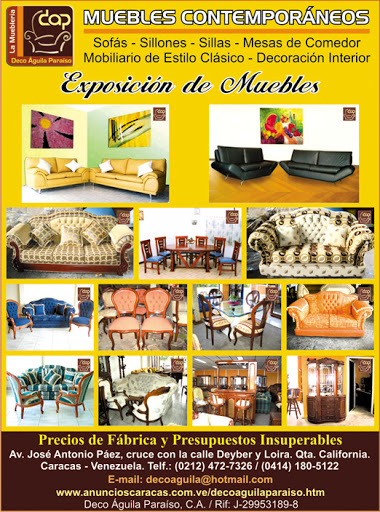 La Mueblería
dap
Deco Águila Paraíso
MUEBLES CONTEMPORÁNEOS
Sofás - Sillones - Sillas - Mesas de Comedor
Mobiliario de Estilo Clásico - Decoración Interior
Exposición de Muebles
Precios de Fábrica y Presupuestos Insuperables
Av. José Antonio Páez, cruce con la calle Deyber y Loira. Qta. California.
Caracas - Venezuela. Telf.: (0212) 472-7326 / (0414) 180-5122
E-mail: decoaguila@hotmail.com
www.anuncioscaracas.com.ve/decoaguilaparaiso.htm
Deco Águila Paraíso, C.A. / Rif: J-29953189-8